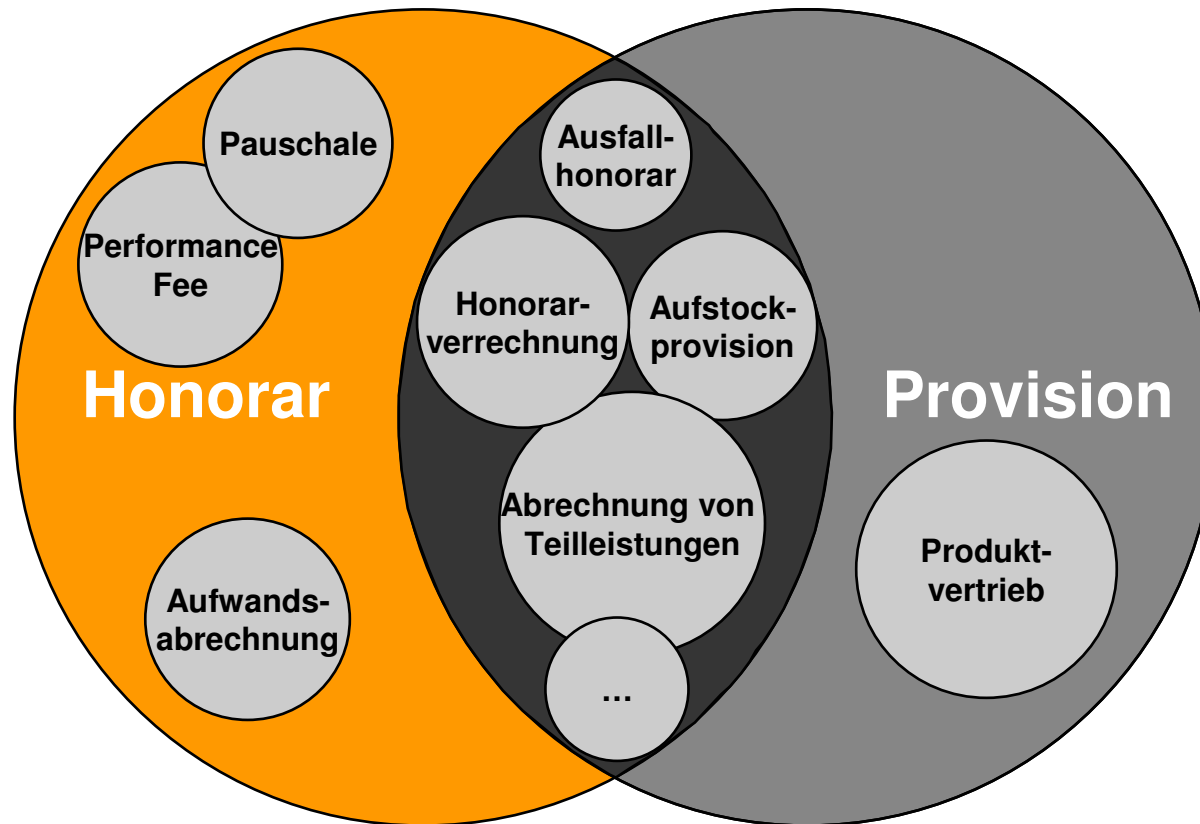 Pauschale
Performance
Fee
Honorar
Aufwands-
abrechnung
Ausfall-
honorar
Honorar-
verrechnung
Aufstock-
provision
Abrechnung von
Teilleistungen
...
Provision
Produkt-
vertrieb